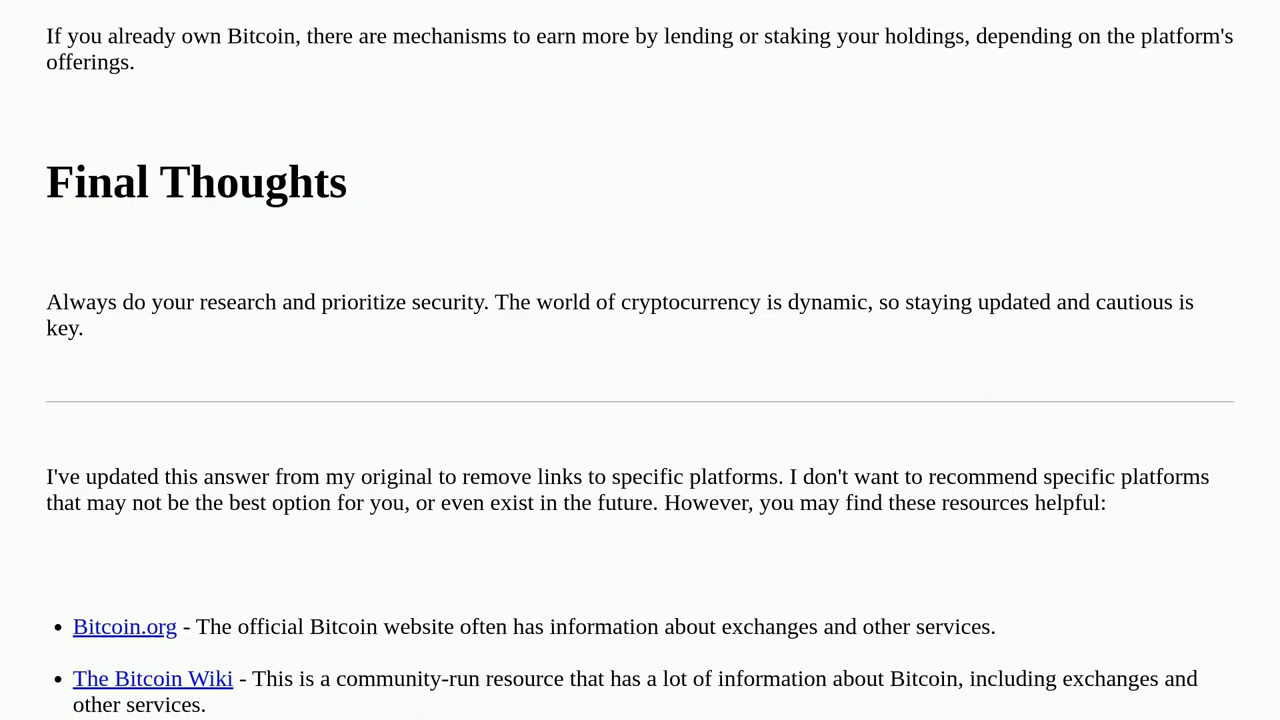 If you already own Bitcoin, there are mechanisms to earn more by lending or staking your holdings, depending on the platform's
offerings.
Final Thoughts
Always do your research and prioritize security. The world of cryptocurrency is dynamic, so staying updated and cautious is
key.
I've updated this answer from my original to remove links to specific platforms. I don't want to recommend specific platforms
that may not be the best option for you, or even exist in the future. However, you may find these resources helpful:
• Bitcoin.org - The official Bitcoin website often has information about exchanges and other services.
• The Bitcoin Wiki - This is a community-run resource that has a lot of information about Bitcoin, including exchanges and
other services.